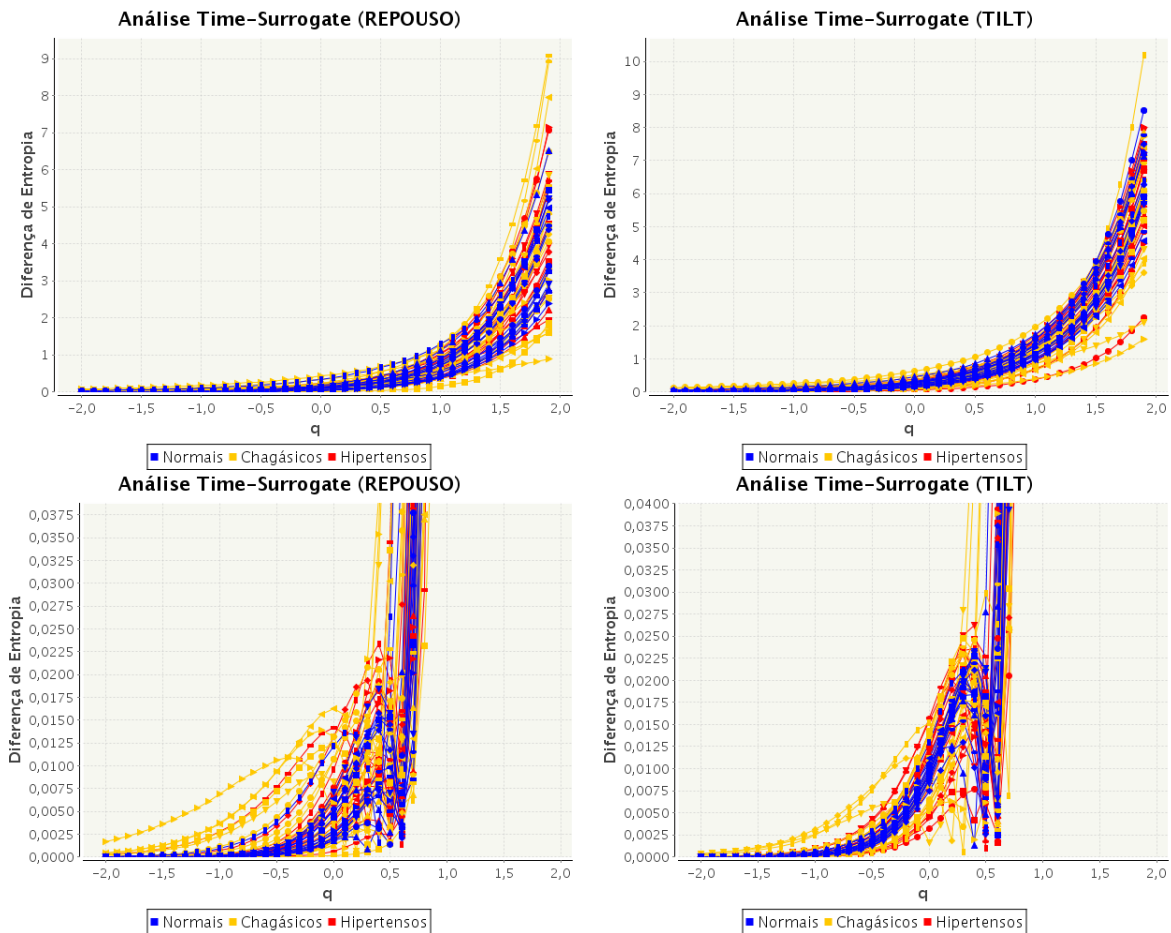 Análise Time-Surrogate (REPOUSO)
Diferença de Entropia
9
8
7
6
5
4
3
2
1
0
-2,0 -1,5 -1,0 -0,5 0,0 0,5 1,0 1,5 2,0
q
Normais Chagásicos Hipertensos
Análise Time-Surrogate (TILT)
Diferença de Entropia
10
9
8
7
6
5
4
3
2
1
0
-2,0 -1,5 -1,0 -0,5 0,0 0,5 1,0 1,5 2,0
q
Normais Chagásicos Hipertensos
Análise Time-Surrogate (REPOUSO)
Diferença de Entropia
0,0375
0,0350
0,0325
0,0300
0,0275
0,0250
0,0225
0,0200
0,0175
0,0150
0,0125
0,0100
0,0075
0,0050
0,0025
0,0000
-2,0 -1,5 -1,0 -0,5 0,0 0,5 1,0 1,5 2,0
q
Normais Chagásicos Hipertensos
Análise Time-Surrogate (TILT)
Diferença de Entropia
0,0400
0,0375
0,0350
0,0325
0,0300
0,0275
0,0250
0,0225
0,0200
0,0175
0,0150
0,0125
0,0100
0,0075
0,0050
0,0025
0,0000
-2,0 -1,5 -1,0 -0,5 0,0 0,5 1,0 1,5 2,0
q
Normais Chagásicos Hipertensos